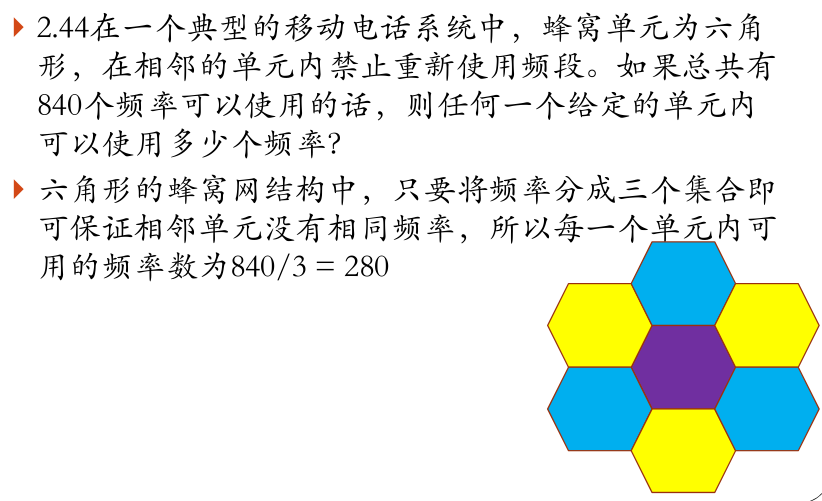 2.44在一个典型的移动电话系统中，蜂窝单元为六角
形，在相邻的单元内禁止重新使用频段。如果总共有
840个频率可以使用的话，则任何一个给定的单元内
可以使用多少个频率?
六角形的蜂窝网结构中，只要将频率分成三个集合即
可保证相邻单元没有相同频率，所以每一个单元内可
用的频率数为840/3 = 280